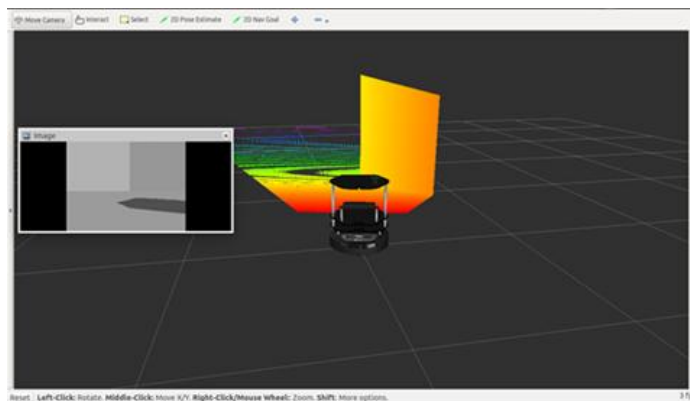 Move Camera Interact Select 2D Pose Estimate 2D Nav Goal
Image
Reset Left-Click: Rotate. Middle-Click: Move X/Y. Right-Click/Mouse Wheel: Zoom. Shift: More options.